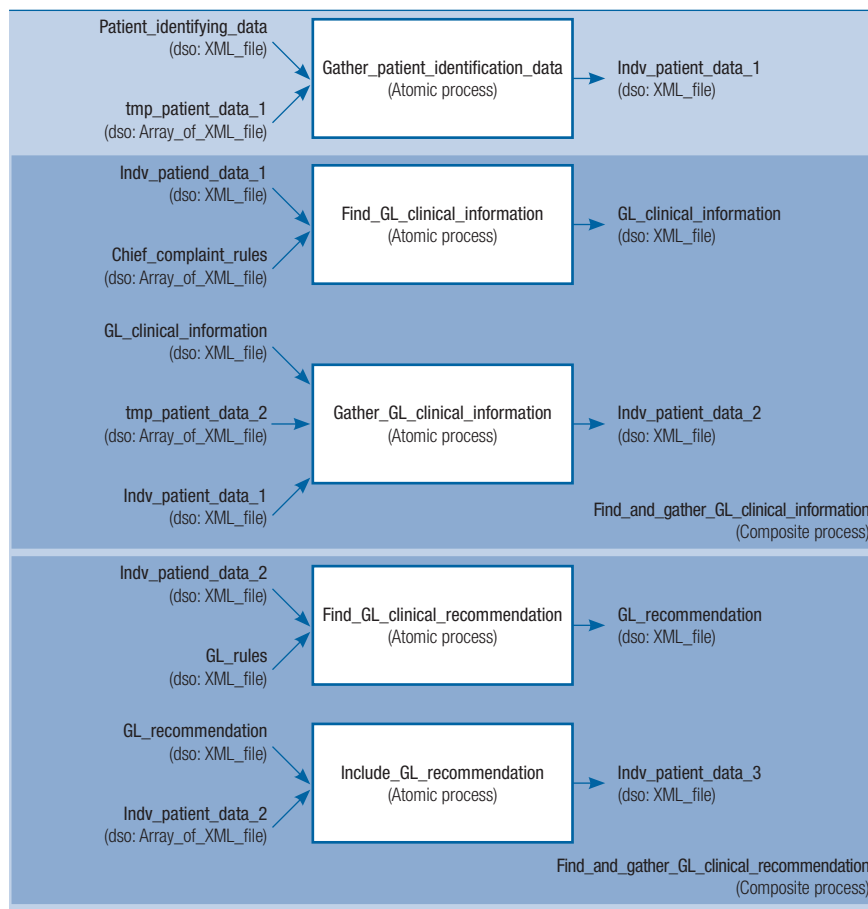 Patient_identifying_data
(dso: XML_file)
tmp_patient_data_1
(dso: Array_of_XML_file)
Gather_patient_identification_data
(Atomic process)
Indv_patient_data_1
(dso: XML_file)
Indv_patiend_data_1
(dso: XML_file)
Chief_complaint_rules
(dso: Array_of_XML_file)
Find_GL_clinical_information
(Atomic process)
GL_clinical_information
(dso: XML_file)
GL_clinical_information
(dso: XML_file)
tmp_patient_data_2
(dso: Array_of_XML_file)
Indv_patient_data_1
(dso: XML_file)
Gather_GL_clinical_information
(Atomic process)
Indv_patient_data_2
(dso: XML_file)
Find_and_gather_GL_clinical_information
(Composite process)
Indv_patiend_data_2
(dso: XML_file)
GL_rules
(dso: XML_file)
Find_GL_clinical_recommendation
(Atomic process)
GL_recommendation
(dso: XML_file)
GL_recommendation
(dso: XML_file)
Indv_patient_data_2
(dso: Array_of_XML_file)
Include_GL_recommendation
(Atomic process)
Indv_patient_data_3
(dso: XML_file)
Find_and_gather_GL_clinical_recommendation
(Composite process)